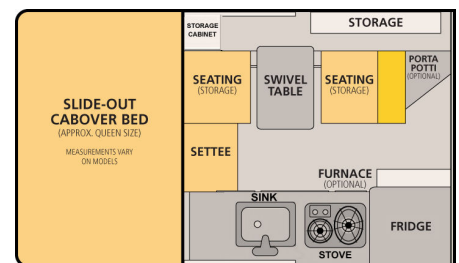 STORAGE
CABINET
STORAGE
SEATING
(STORAGE)
SWIVEL
TABLE
SEATING
(STORAGE)
PORTA
POTTI
(OPTIONAL)
SLIDE-OUT
CABOVER BED
(APPROX. QUEEN SIZE)
MEASUREMENTS VARY
ON MODELS
SETTEE
FURNACE
(OPTIONAL)
SINK
STOVE
FRIDGE